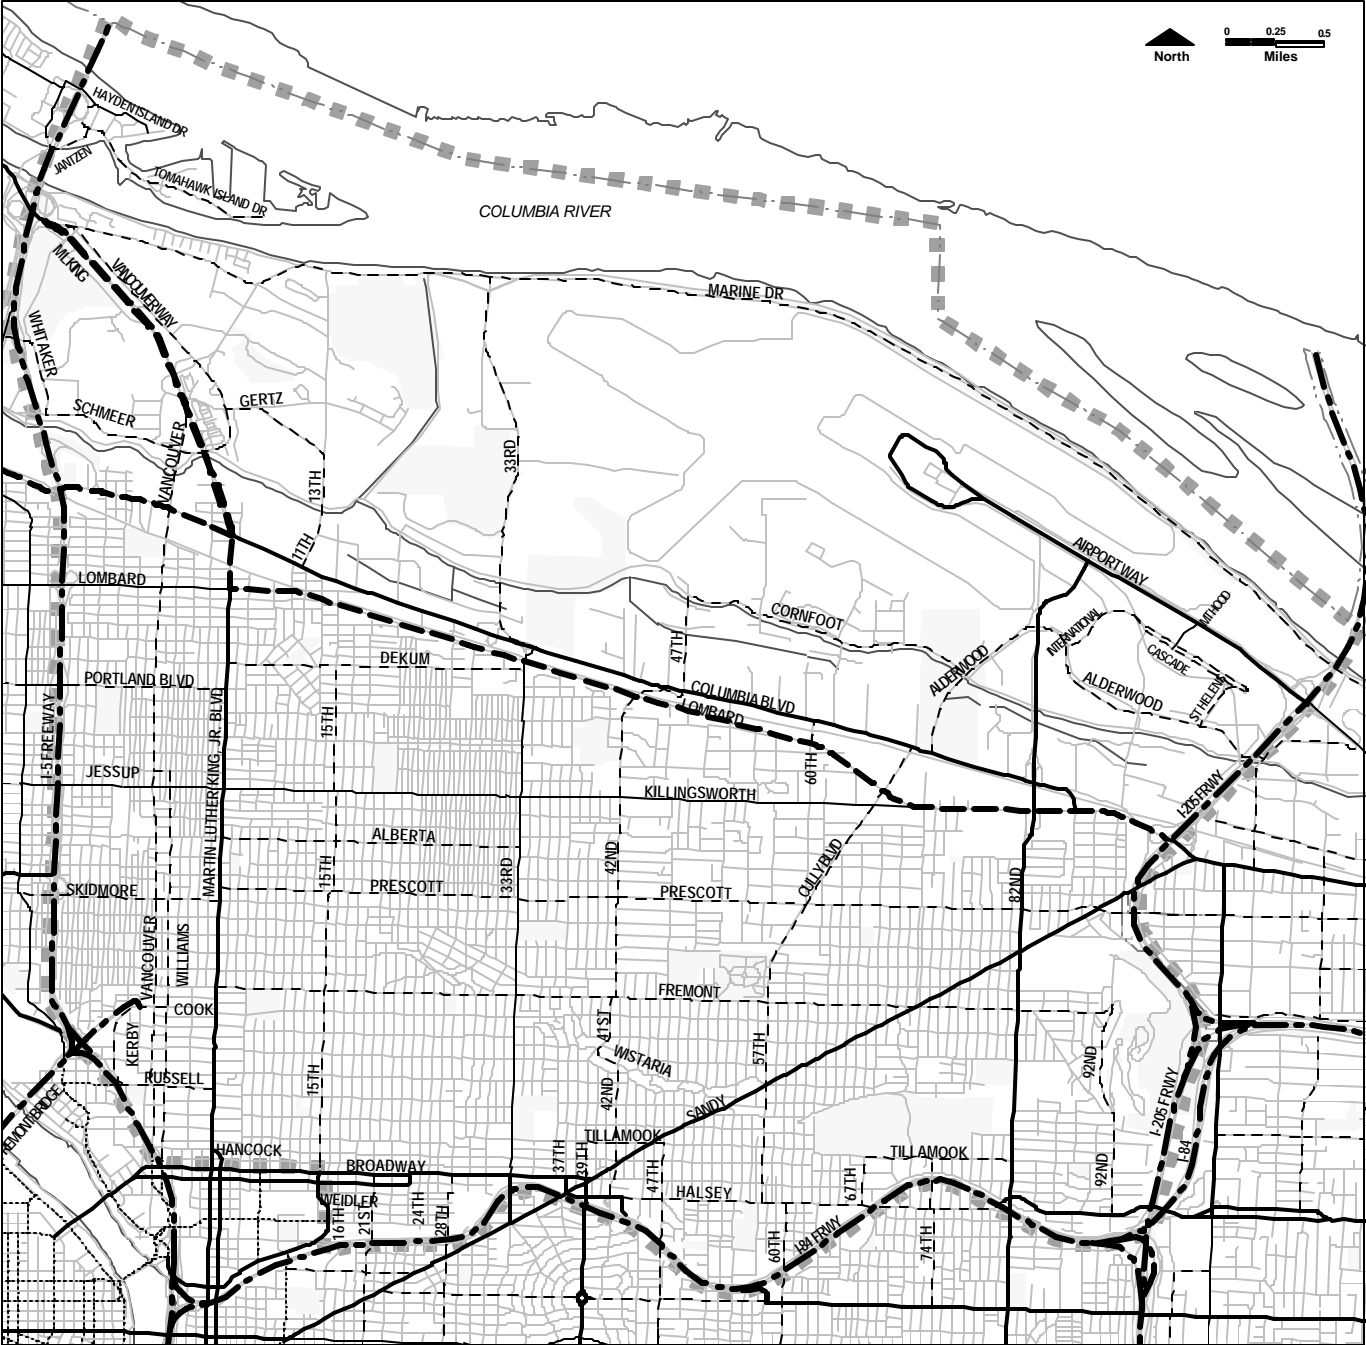 0 0.25 0.5
North
Miles
HAYDEN ISLAND DR
JANTZEN
TOMAHAWK ISLAND DR
COLUMBIA RIVER
M L KING
VANCOUVER WAY
MARINE DR
WHITAKER
SCHMEER
GERTZ
VANCOUVER
33RD
13TH
11TH
AIRPORT WAY
LOMBARD
CORNFOOT
MT HOOD
INTERNATIONAL
47TH
DEKUM
CASCADE
ALDERWOOD
ALDERWOOD
ST HELENS
PORTLAND BLVD
COLUMBIA BLVD
LOMBARD
15TH
I-5 FREEWAY
MARTIN LUTHER KING, JR. BLVD
JESSUP
60TH
KILLINGSWORTH
I-205 FRWY
ALBERTA
42ND
CULLY BLVD
15TH
33RD
82ND
SKIDMORE
PRESCOTT
PRESCOTT
VANCOUVER
WILLIAMS
FREMONT
COOK
41ST
KERBY
WISTARIA
57TH
92ND
RUSSELL
15TH
42ND
SANDY
I-205 FRWY
TILLAMOOK
I-84
HANCOCK
BROADWAY
37TH
39TH
TILLAMOOK
47TH
67TH
92ND
WEIDLER
HALSEY
16TH
21ST
24TH
28TH
60TH
I-84 FRWY
74TH